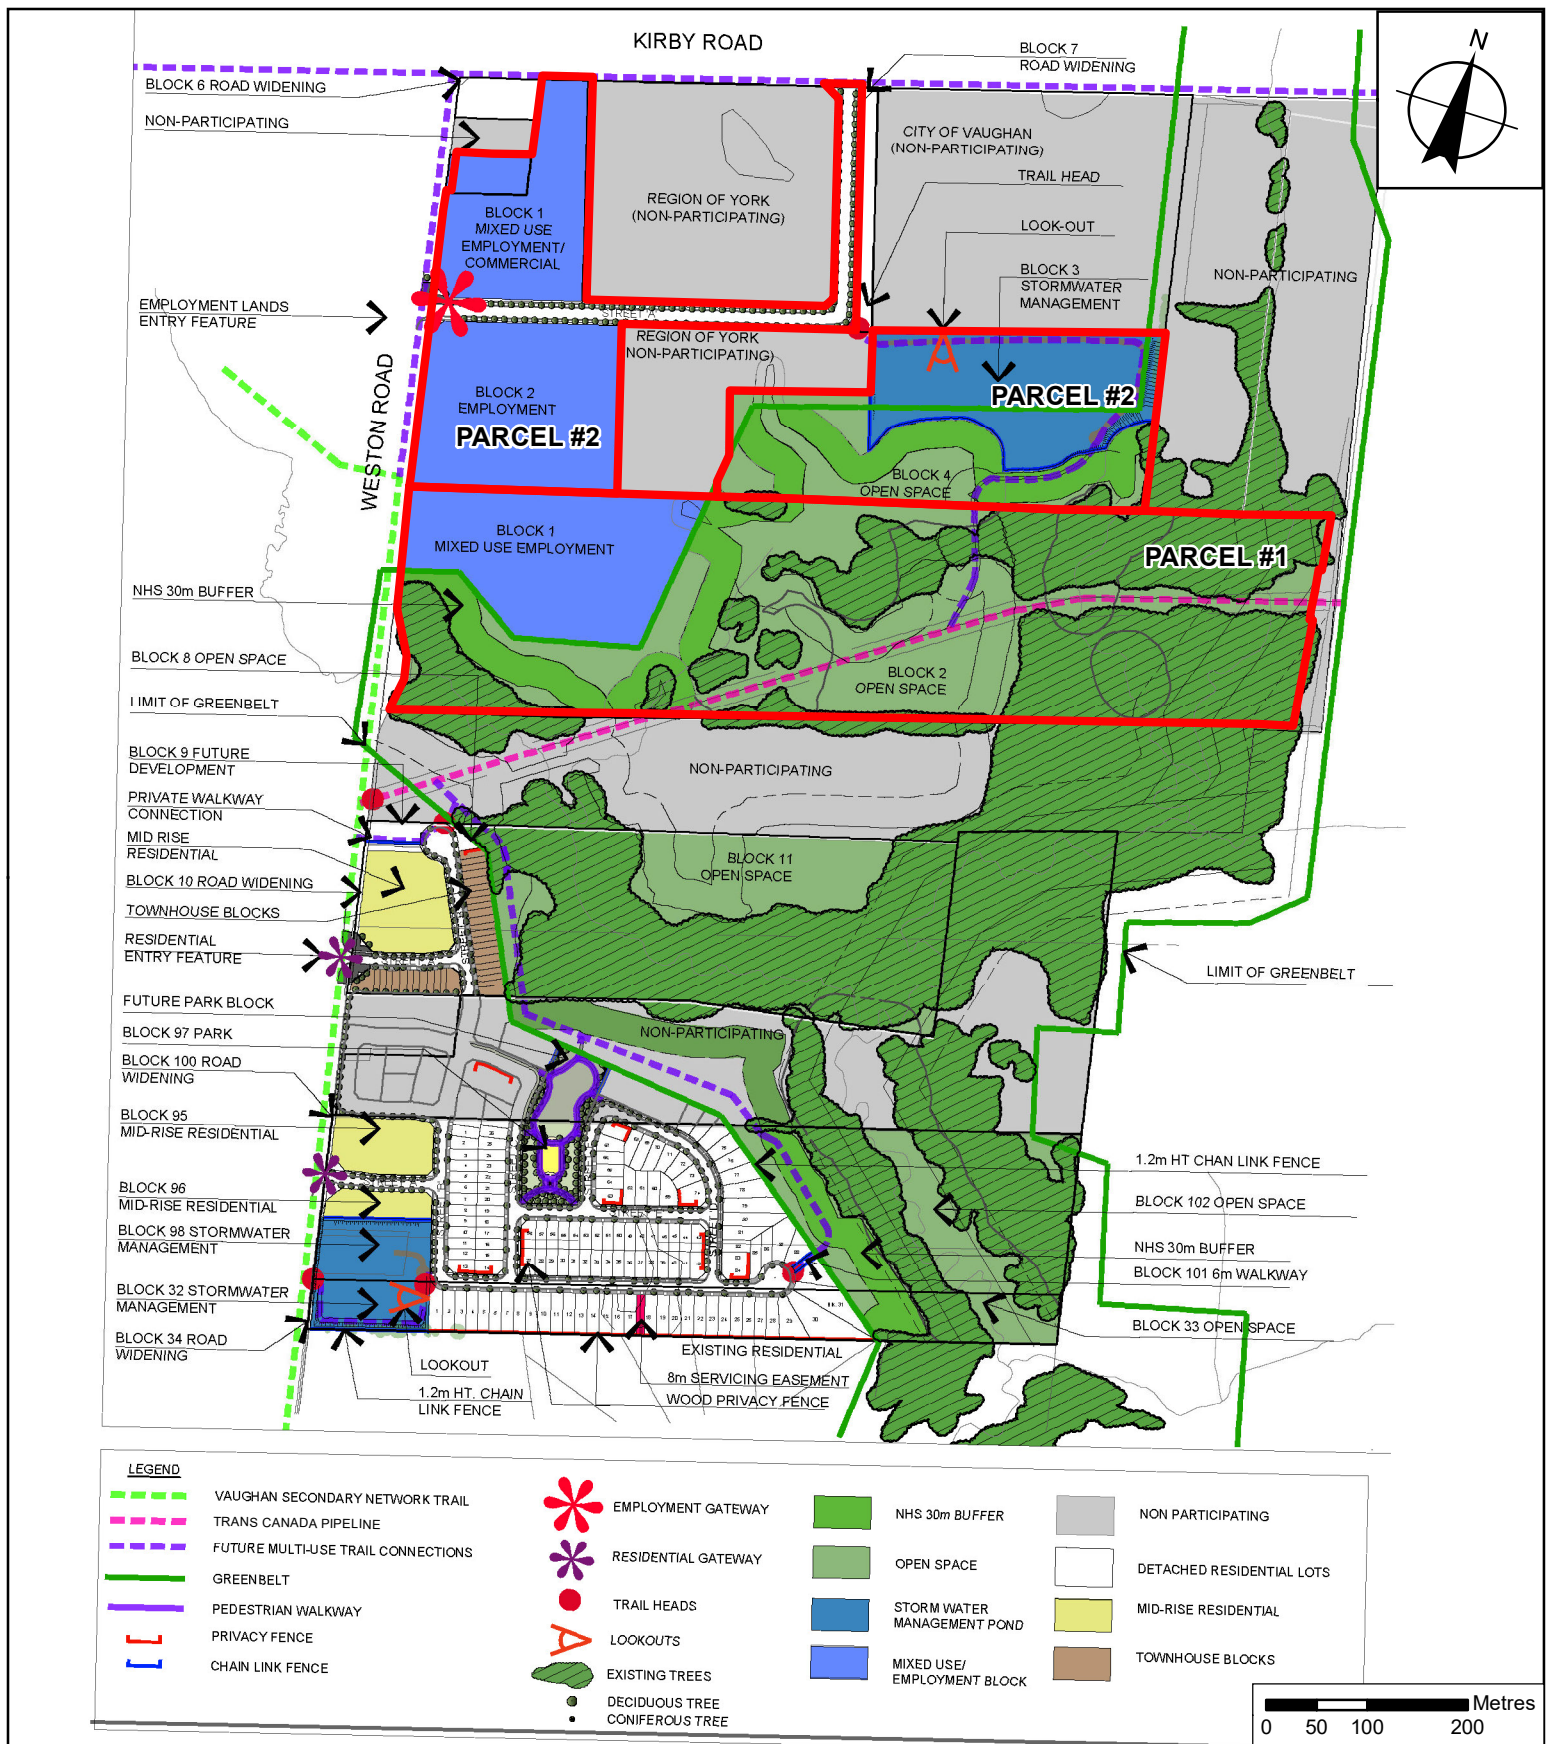 KIRBY ROAD
N
BLOCK 7
ROAD WIDENING
BLOCK 6 ROAD WIDENING
NON-PARTICIPATING
CITY OF VAUGHAN
(NON-PARTICIPATING)
TRAIL HEAD
REGION OF YORK
(NON-PARTICIPATING)
BLOCK 1
MIXED USE
EMPLOYMENT/
COMMERCIAL
LOOK-OUT
BLOCK 3
STORMWATER
MANAGEMENT
NON-PARTICIPATING
EMPLOYMENT LANDS
ENTRY FEATURE
STREET 'A'
REGION OF YORK
NON-PARTICIPATING)
WESTON ROAD
BLOCK 2
EMPLOYMENT
PARCEL #2
PARCEL #2
BLOCK 4
OPEN SPACE
BLOCK 1
MIXED USE EMPLOYMENT
PARCEL #1
NHS 30m BUFFER
BLOCK 8 OPEN SPACE
BLOCK 2
OPEN SPACE
LIMIT OF GREENBELT
BLOCK 9 FUTURE
DEVELOPMENT
NON-PARTICIPATING
PRIVATE WALKWAY
CONNECTION
MID RISE
RESIDENTIAL
BLOCK 11
OPEN SPACE
BLOCK 10 ROAD WIDENING
TOWNHOUSE BLOCKS
RESIDENTIAL
ENTRY FEATURE
LIMIT OF GREENBELT
FUTURE PARK BLOCK
BLOCK 97 PARK
NON-PARTICIPATING
BLOCK 100 ROAD
WIDENING
BLOCK 95
MID-RISE RESIDENTIAL
1.2m HT CHAN LINK FENCE
BLOCK 96
MID-RISE RESIDENTIAL
BLOCK 102 OPEN SPACE
BLOCK 98 STORMWATER
MANAGEMENT
NHS 30m BUFFER
BLOCK 101 6m WALKWAY
BLOCK 32 STORMWATER
MANAGEMENT
BLOCK 33 OPEN SPACE
BLOCK 34 ROAD
WIDENING
EXISTING RESIDENTIAL
LOOKOUT
8m SERVICING EASEMENT
1.2m HT. CHAIN
LINK FENCE
WOOD PRIVACY FENCE
LEGEND
VAUGHAN SECONDARY NETWORK TRAIL
TRANS CANADA PIPELINE
FUTURE MULTI-USE TRAIL CONNECTIONS
GREENBELT
PEDESTRIAN WALKWAY
PRIVACY FENCE
CHAIN LINK FENCE
EMPLOYMENT GATEWAY
RESIDENTIAL GATEWAY
TRAIL HEADS
LOOKOUTS
EXISTING TREES
DECIDUOUS TREE
CONIFEROUS TREE
NHS 30m BUFFER
OPEN SPACE
STORM WATER
MANAGEMENT POND
MIXED USE/
EMPLOYMENT BLOCK
NON PARTICIPATING
DETACHED RESIDENTIAL LOTS
MID-RISE RESIDENTIAL
TOWNHOUSE BLOCKS
Metres
0 50 100 200